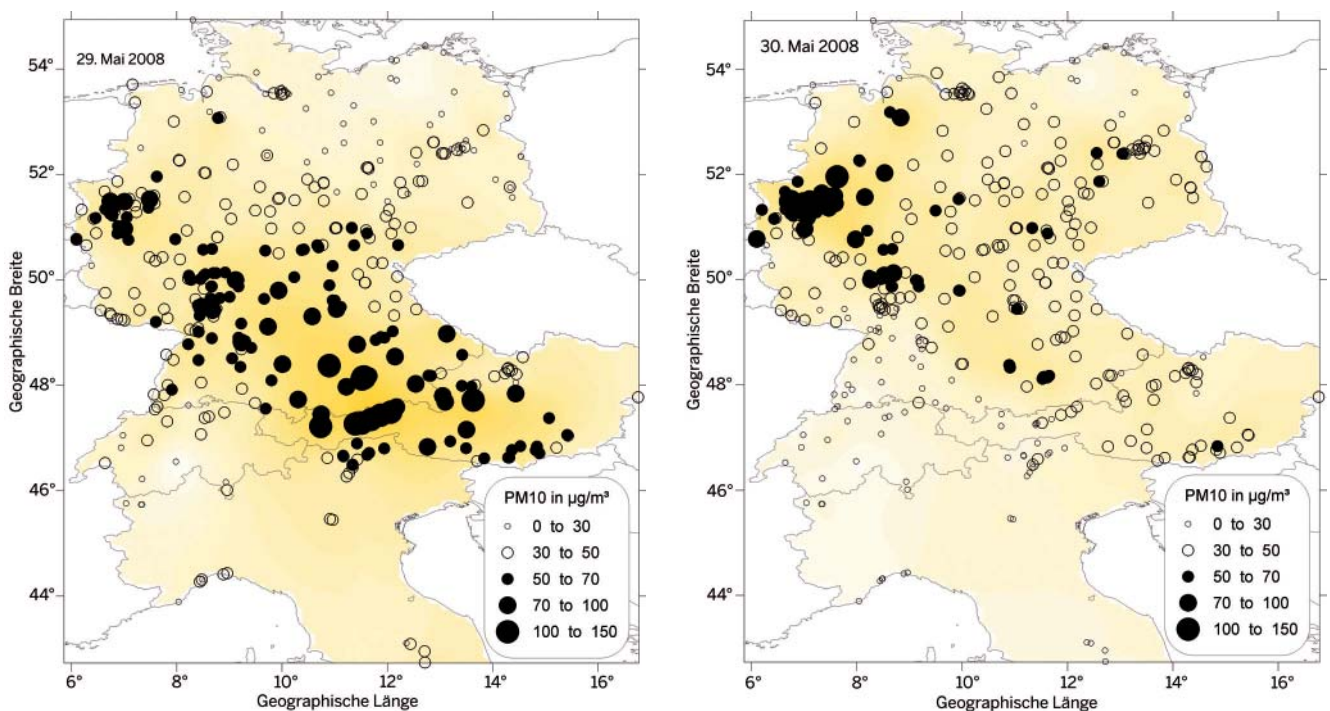 29. Mai 2008
54°
52°
50°
48°
46°
44°
Geographische Breite
6°
8°
10°
12°
14°
16°
Geographische Länge
PM10 in µg/m³
0 to 30
30 to 50
50 to 70
70 to 100
100 to 150
30. Mai 2008
54°
52°
50°
48°
46°
44°
Geographische Breite
6°
8°
10°
12°
14°
16°
Geographische Länge
PM10 in µg/m³
0 to 30
30 to 50
50 to 70
70 to 100
100 to 150